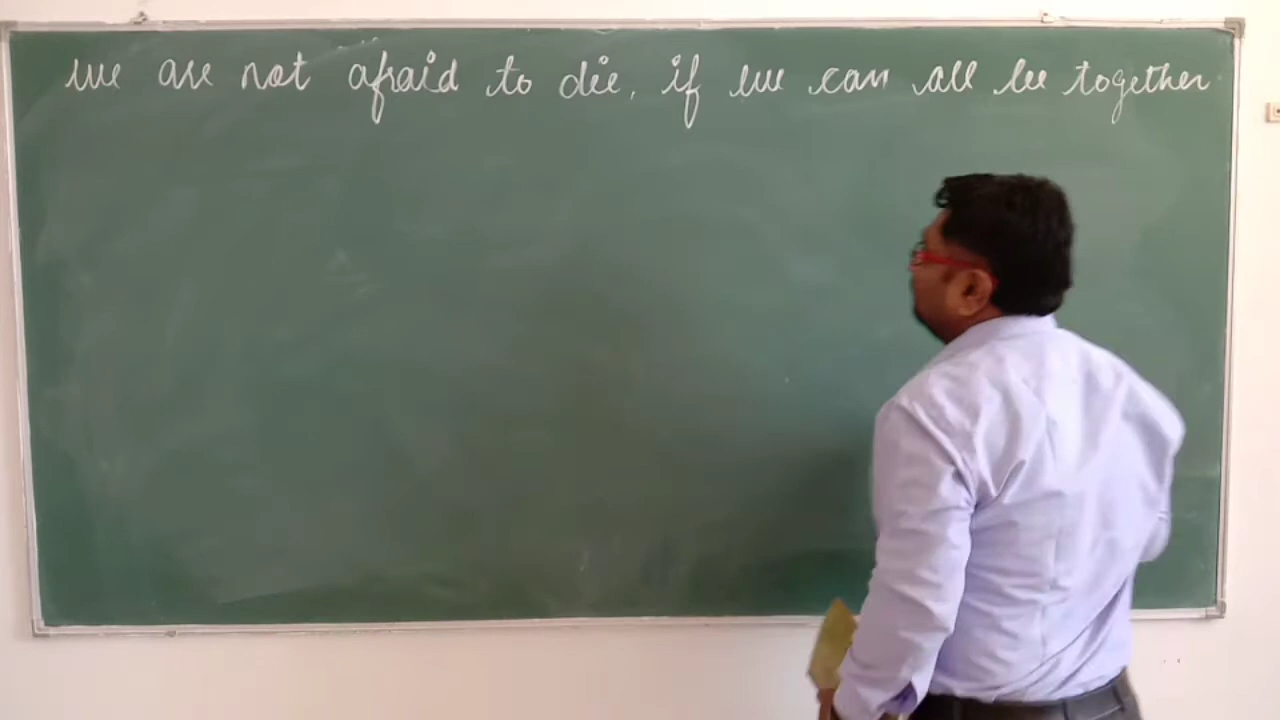 we are not afraid to die, if we can all be together